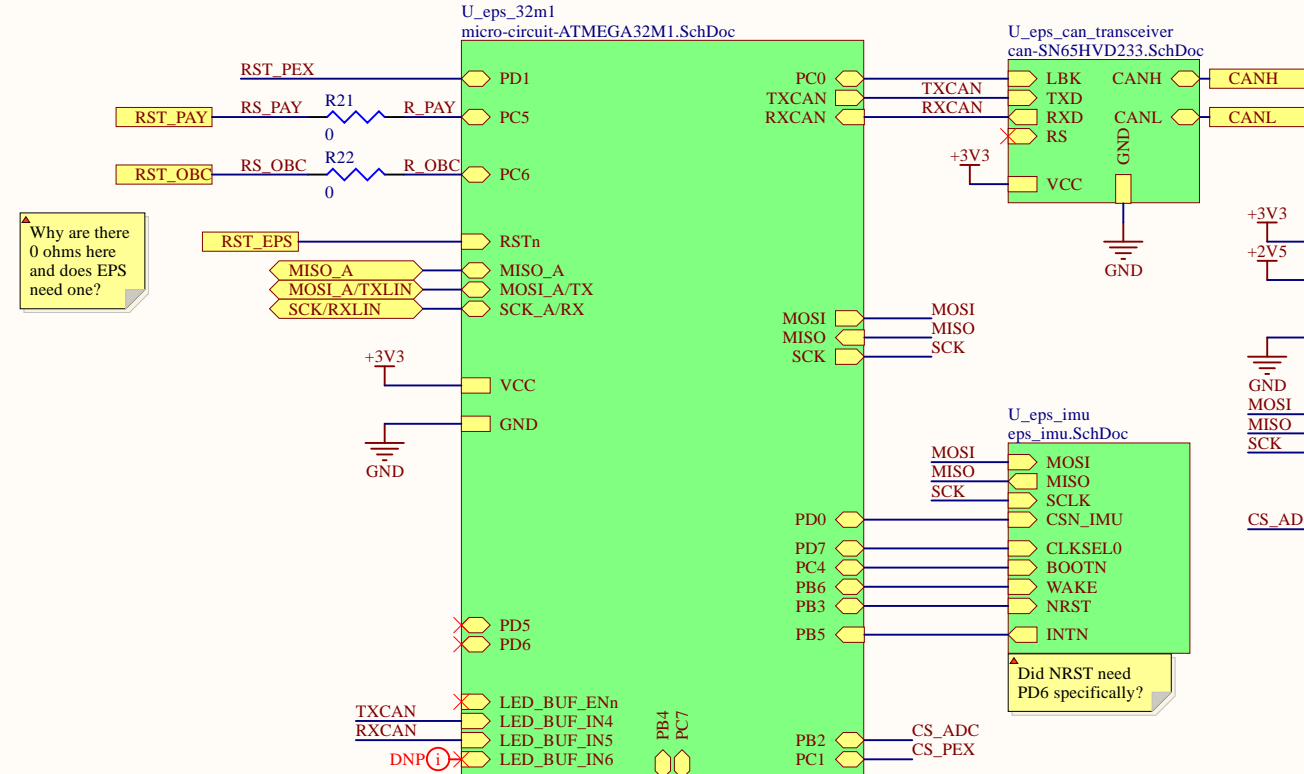 U_eps_32m1
micro-circuit-ATMEGA32M1.SchDoc
RST_PEX
PD1
RST_PAY
RS_PAY
R21
0
R_PAY
PC5
RST_OBC
RS_OBC
R22
0
R_OBC
PC6
Why are there
0 ohms here
and does EPS
need one?
RST_EPS
RSTn
MISO_A
MISO_A
MOSI_A/TXLIN
MOSI_A/TX
SCK/RXLIN
SCK_A/RX
+3V3
VCC
GND
GND
PD5
PD6
LED_BUF_ENn
TXCAN
LED_BUF_IN4
RXCAN
LED_BUF_IN5
DNP
i
LED_BUF_IN6
PB4
PC7
PC0
TXCAN
TXCAN
RXCAN
RXCAN
MOSI
MOSI
MISO
MISO
SCK
SCK
PD0
PD7
PC4
PB6
PB3
PB5
PB2
CS_ADC
PC1
CS_PEX
U_eps_can_transceiver
can-SN65HVD233.SchDoc
LBK
CANH
CANH
TXD
RXD
CANL
CANL
RS
GND
+3V3
VCC
GND
U_eps_imu
eps_imu.SchDoc
MOSI
MOSI
MISO
MISO
SCK
SCLK
CSN_IMU
CLKSEL0
BOOTN
WAKE
NRST
INTN
Did NRST need
PD6 specifically?
+3V3
+2V5
GND
MOSI
MISO
SCK
CS_AD